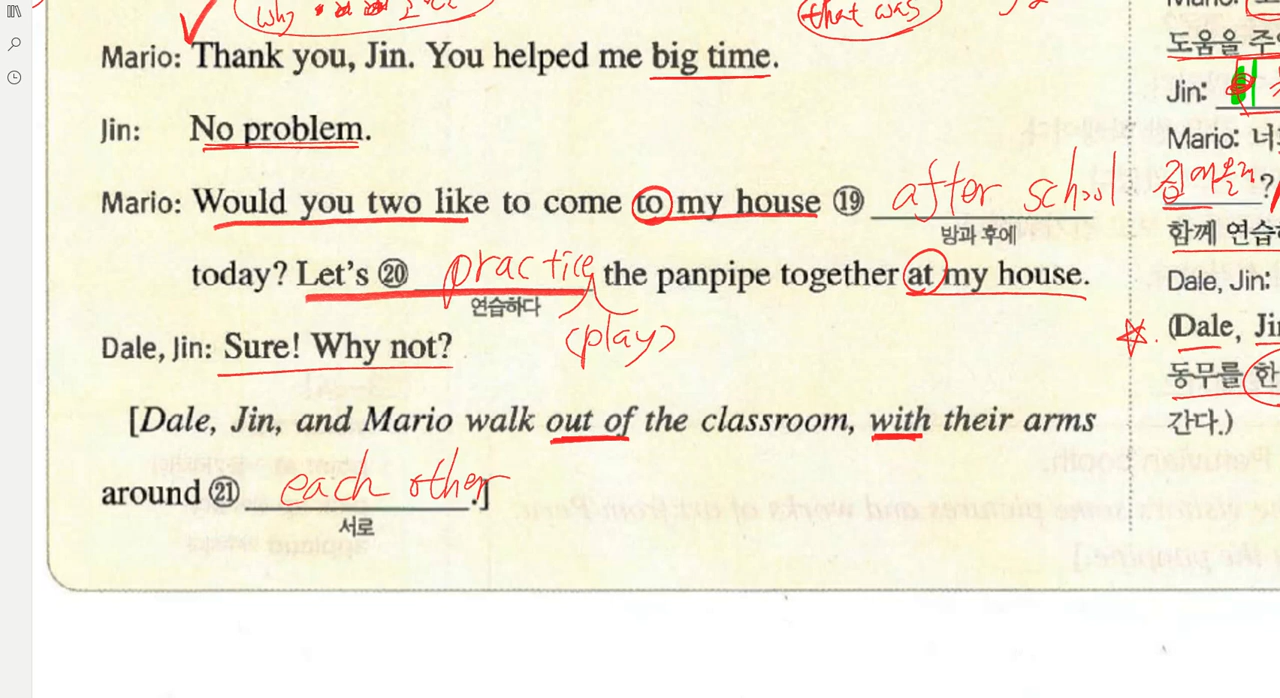 why
that was
Mario: Thank you, Jin. You helped me big time.
Jin: No problem.
Mario: Would you two like to come to my house ⑲ after school
방과 후에
today? Let's ⑳ practice the panpipe together at my house.
연습하다
(play)
Dale, Jin: Sure! Why not?
[Dale, Jin, and Mario walk out of the classroom, with their arms
around ㉑ each other.]
서로
도움을 주
Jin:
Mario: 너
?
함께 연습
Dale, Jin:
(Dale, Ji
동무를 한
간다.)